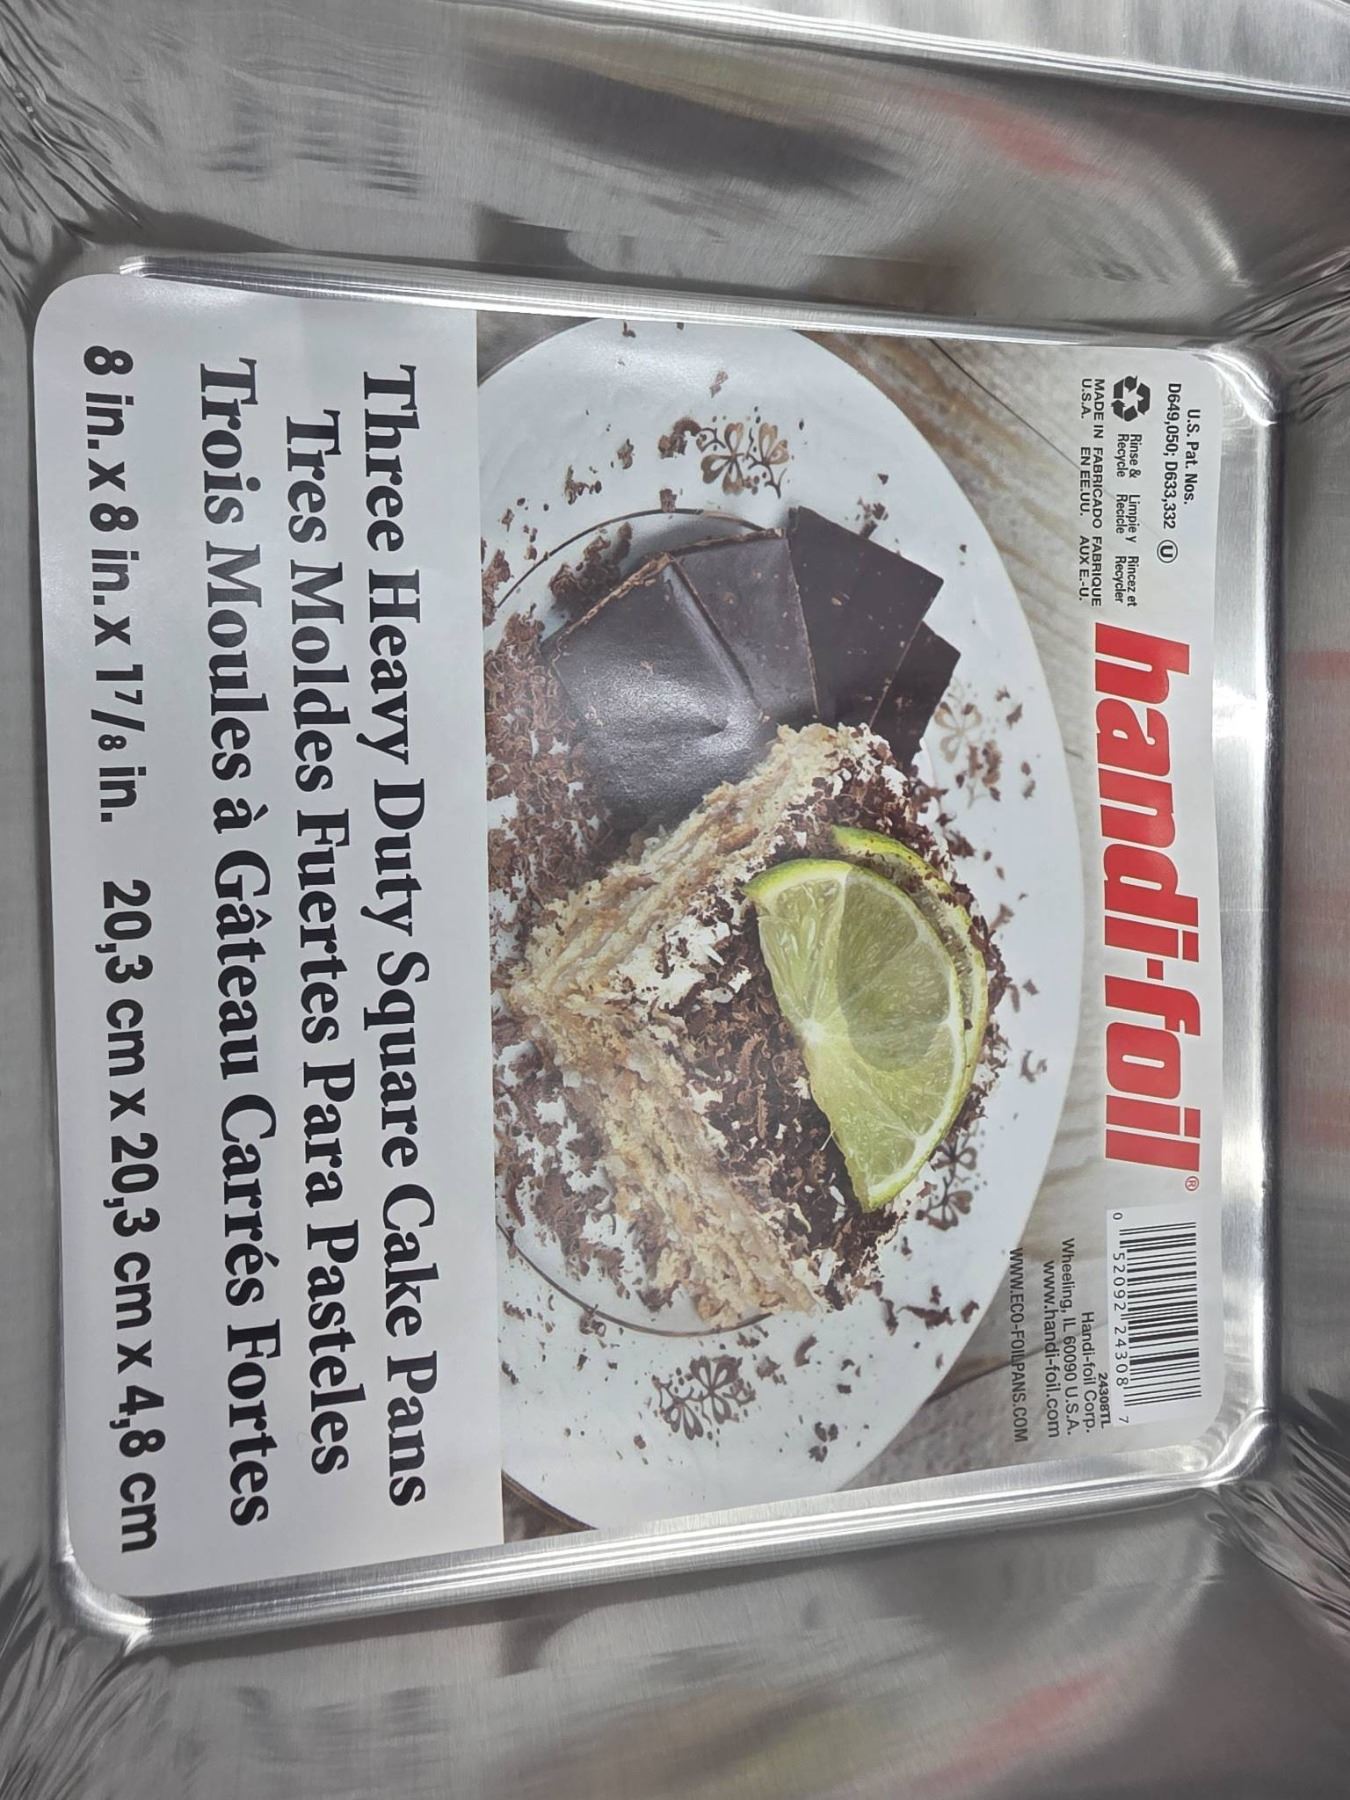 U.S. Pat. Nos.
D649,050; D633,332 Ⓤ
Rinse & Recycle
Limpie Y Recicle
Rincez et Recycler
MADE IN U.S.A.
FABRICADO EN EE.UU.
FABRIQUE AUX E.-U.
handi-foil®
0 52092 24308 7
24308TL
Handi-foil Corp.
Wheeling, IL 60090 U.S.A.
www.handi-foil.com
WWW.ECO-FOILPANS.COM
Three Heavy Duty Square Cake Pans
Tres Moldes Fuertes Para Pasteles
Trois Moules à Gâteau Carrés Fortes
8 in. x 8 in. x 1 7/8 in. 20,3 cm x 20,3 cm x 4,8 cm